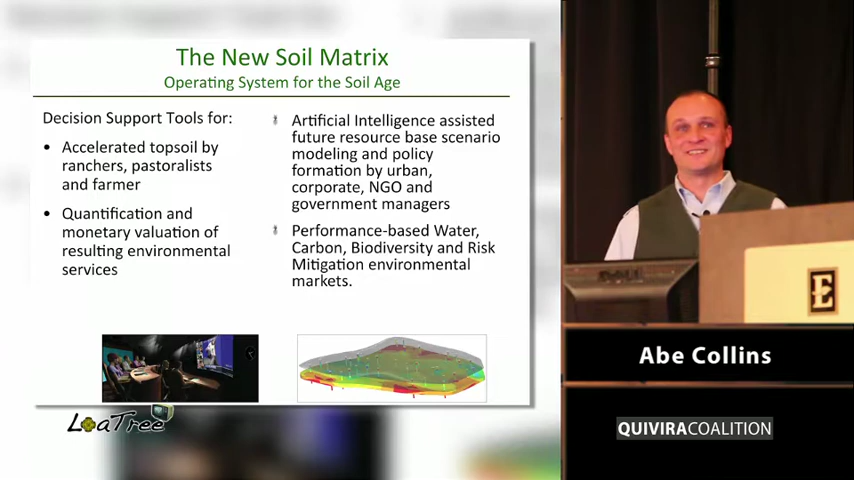 The New Soil Matrix
Operating System for the Soil Age
Decision Support Tools for:
• Accelerated topsoil by
ranchers, pastoralists
and farmer
• Quantification and
monetary valuation of
resulting environmental
services
Artificial Intelligence assisted
future resource base scenario
modeling and policy
formation by urban,
corporate, NGO and
government managers
Performance-based Water,
Carbon, Biodiversity and Risk
Mitigation environmental
markets.
LoaTree
DELL
E
Abe Collins
QUIVIRACOALITION